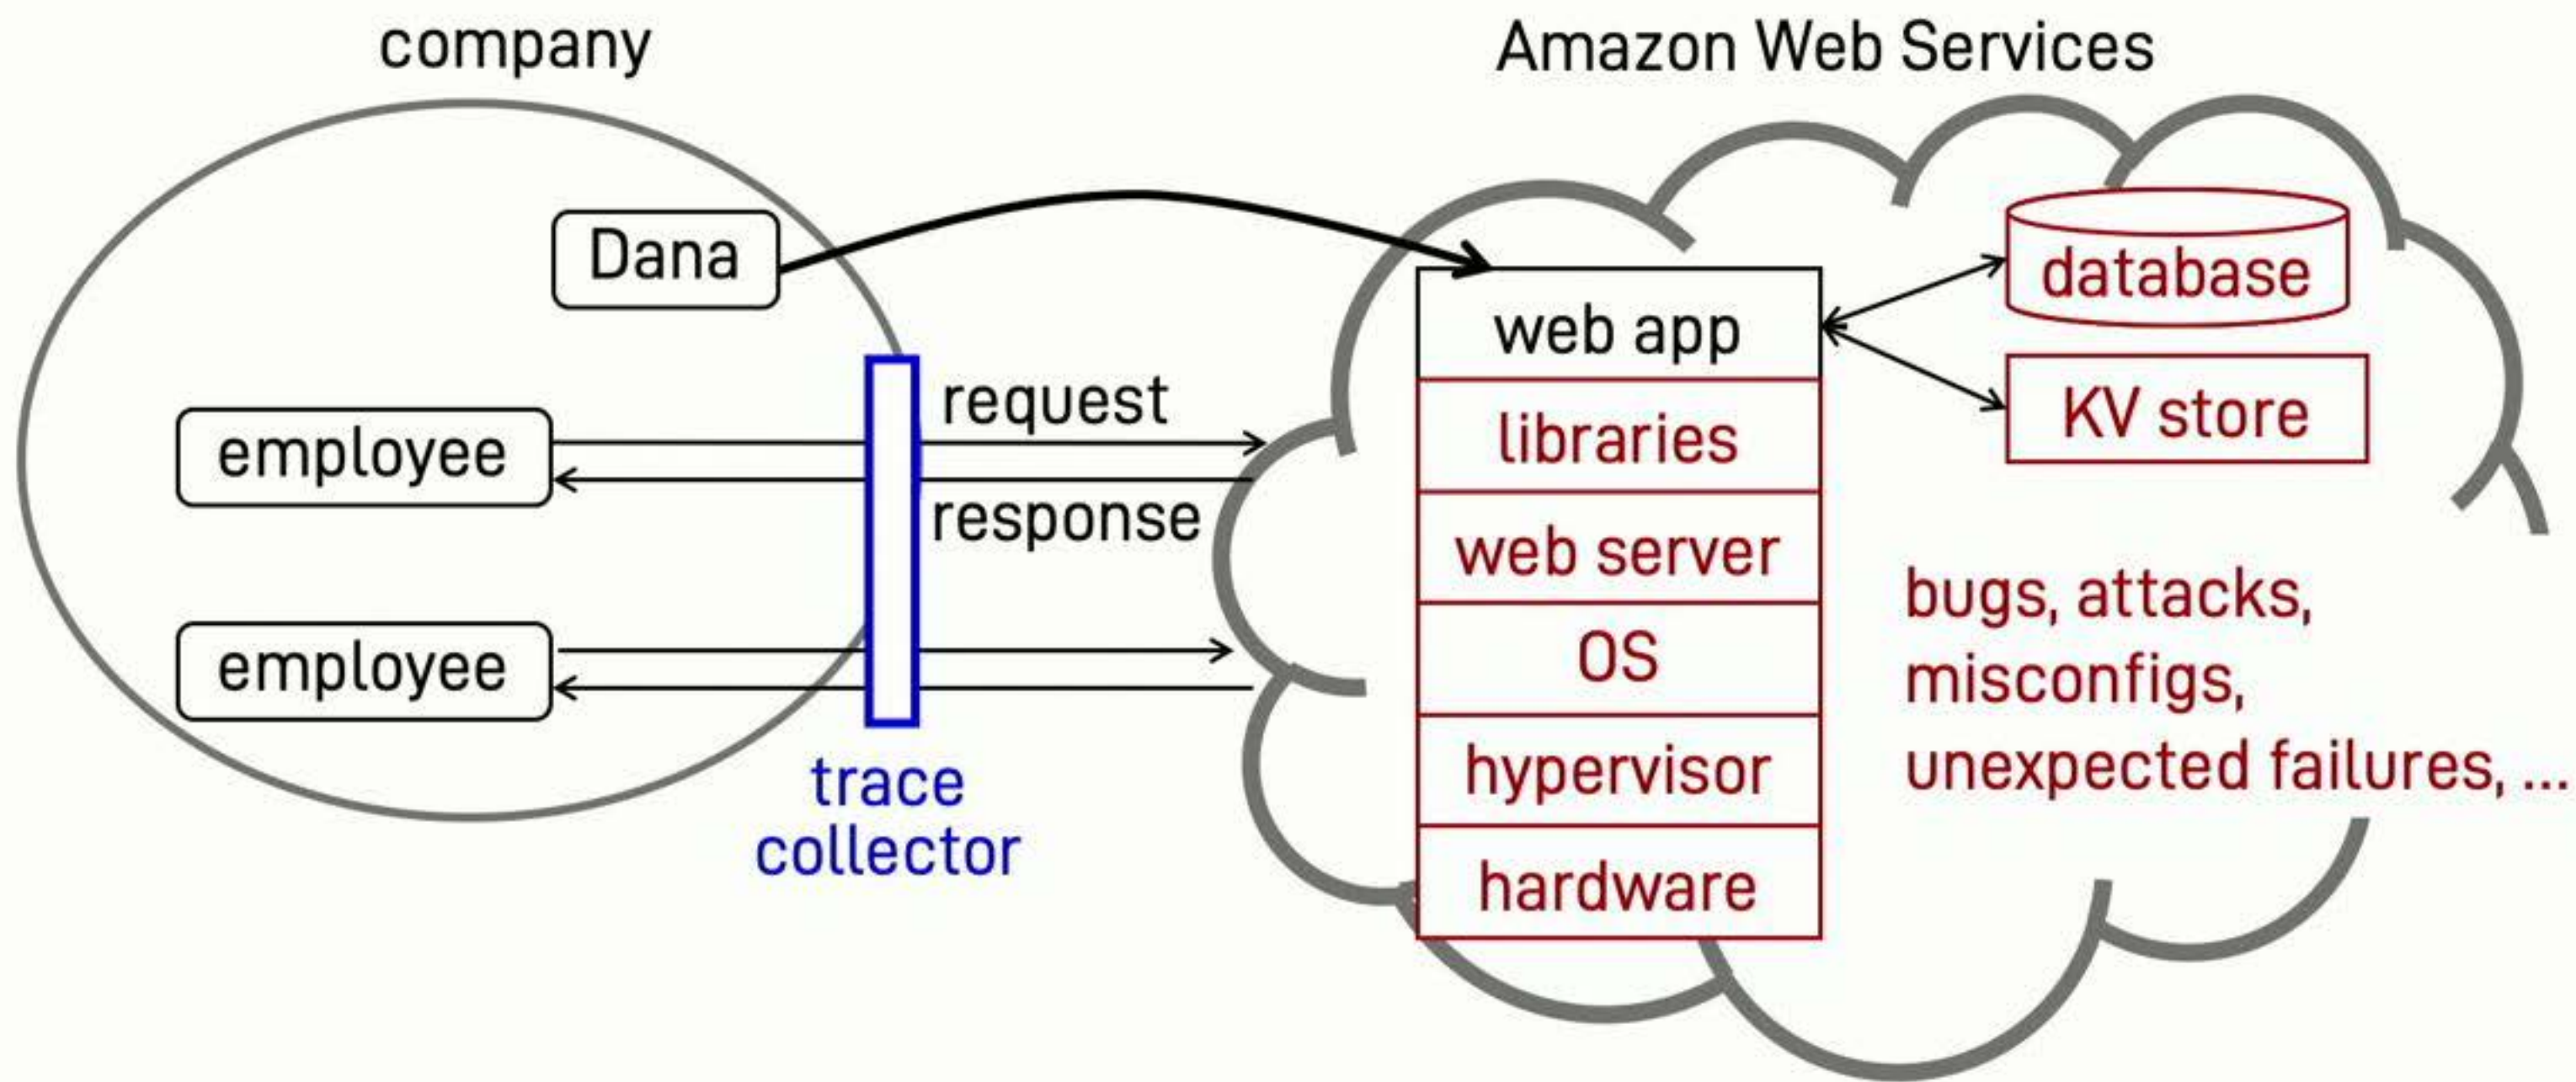 company
Amazon Web Services
Dana
web app
database
KV store
employee
request
response
libraries
web server
OS
hypervisor
hardware
employee
trace
collector
bugs, attacks,
misconfigs,
unexpected failures, ...